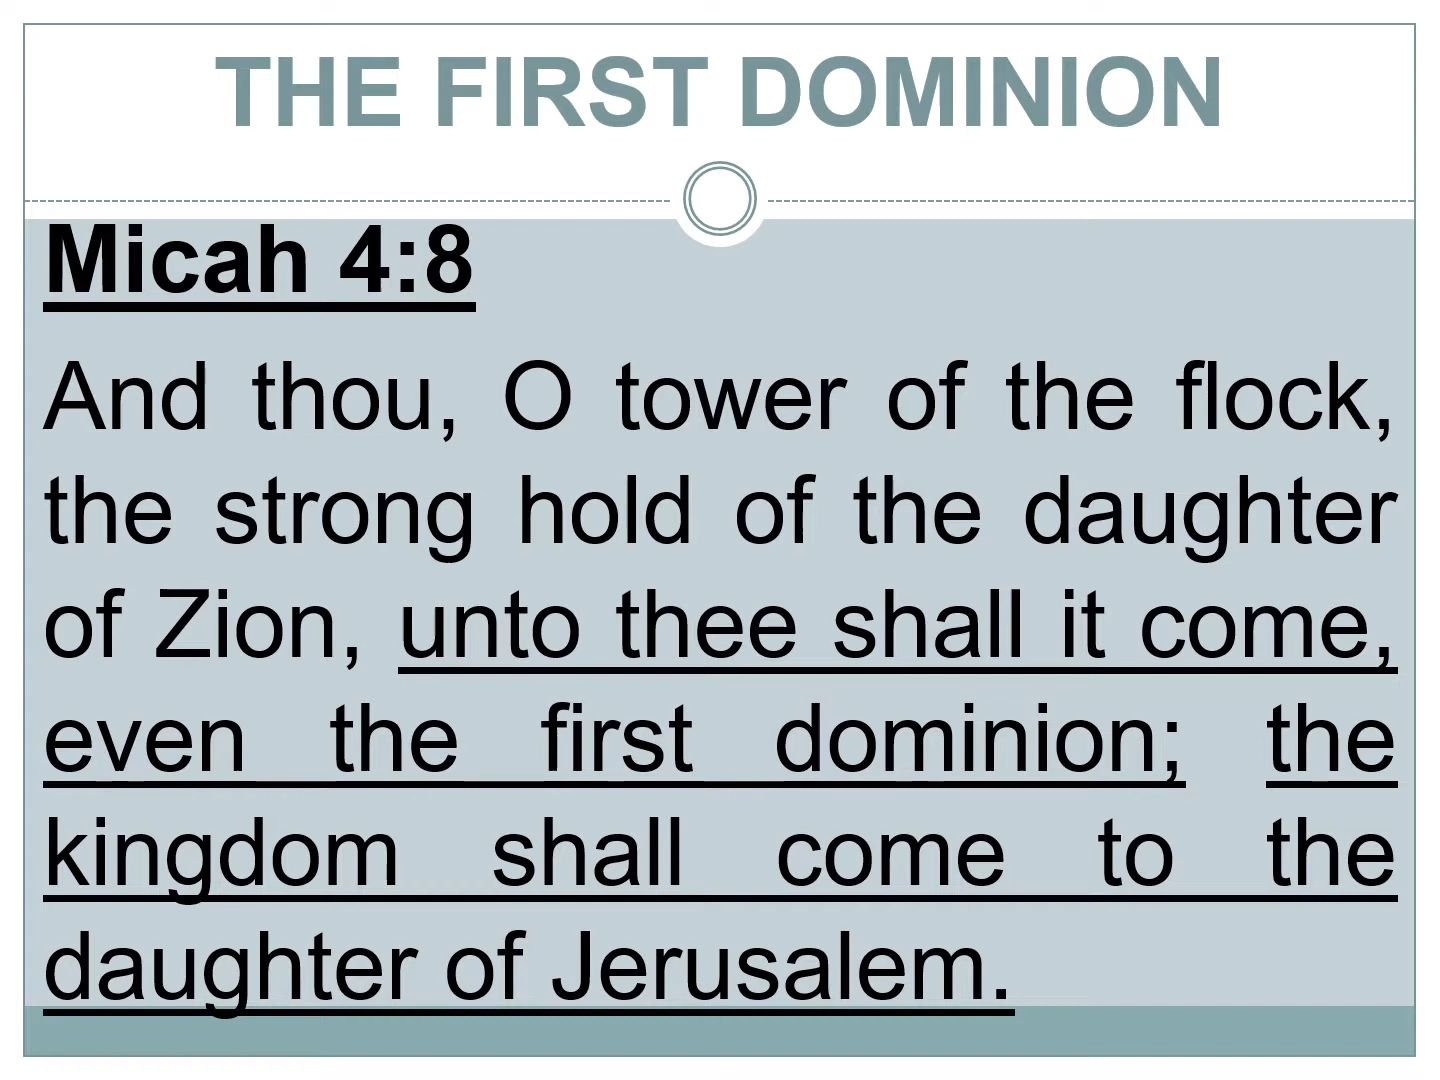 THE FIRST DOMINION
Micah 4:8
And thou, O tower of the flock,
the strong hold of the daughter
of Zion, unto thee shall it come,
even the first dominion; the
kingdom shall come to the
daughter of Jerusalem.